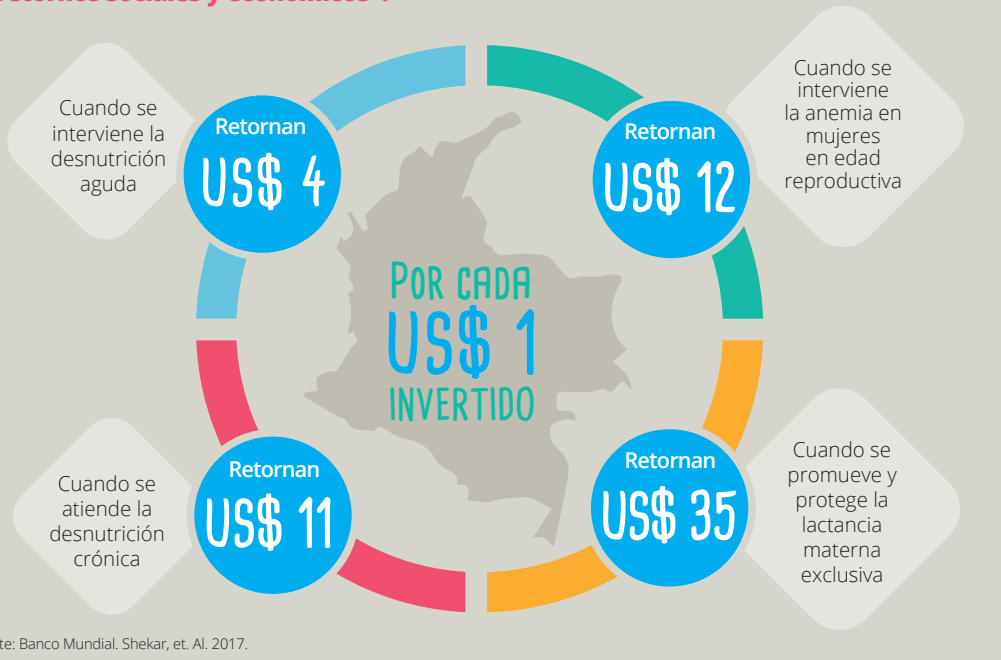 sociales y económicos
Cuando se
interviene la
desnutrición
aguda
Retornan
US$ 4
Retornan
US$ 12
Cuando se
interviene
la anemia en
mujeres
en edad
reproductiva
POR CADA
US$ 1
INVERTIDO
Cuando se
atiende la
desnutrición
crónica
Retornan
US$ 11
Retornan
US$ 35
Cuando se
promueve y
protege la
lactancia
materna
exclusiva
te: Banco Mundial. Shekar, et. Al. 2017.